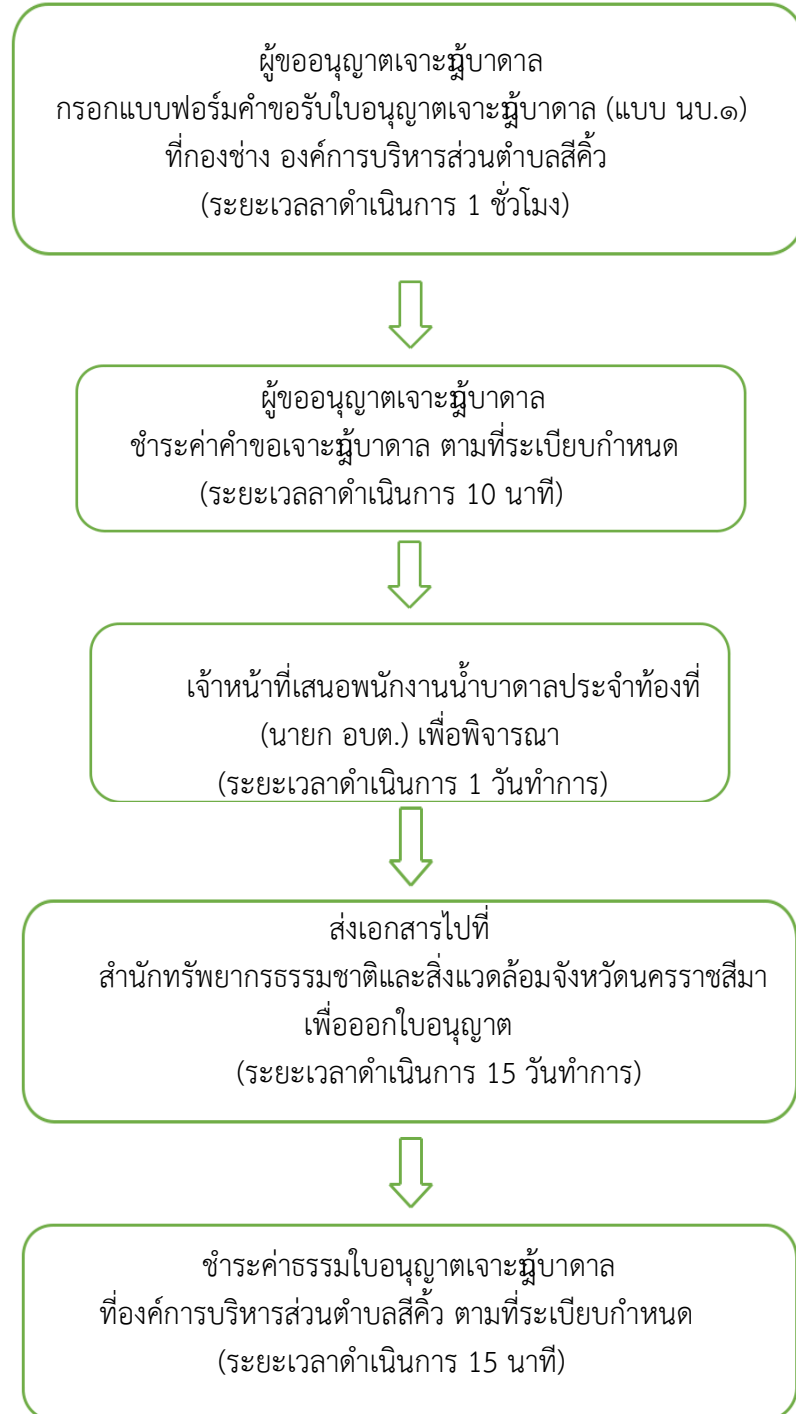 ผู้ขออนุญาตเจาะ บาดาล
กรอกแบบฟอร์มคำขอรับใบอนุญาตเจาะ บาดาล (แบบ นบ.๑)
ที่กองช่าง องค์การบริหารส่วนตำบลสีคิ้ว
(ระยะเวลลาดำเนินการ 1 ชั่วโมง)
ผู้ขออนุญาตเจาะ บาดาล
ชำระค่าคำขอเจาะ บาดาล ตามที่ระเบียบกำหนด
(ระยะเวลลาดำเนินการ 10 นาที)
เจ้าหน้าที่เสนอพนักงานน้ำบาดาลประจำท้องที่
(นายก อบต.) เพื่อพิจารณา
(ระยะเวลาดำเนินการ 1 วันทำการ)
ส่งเอกสารไปที่
สำนักทรัพยากรธรรมชาติและสิ่งแวดล้อมจังหวัดนครราชสีมา
เพื่อออกใบอนุญาต
(ระยะเวลาดำเนินการ 15 วันทำการ)
ชำระค่าธรรมใบอนุญาตเจาะ บาดาล
ที่องค์การบริหารส่วนตำบลสีคิ้ว ตามที่ระเบียบกำหนด
(ระยะเวลาดำเนินการ 15 นาที)